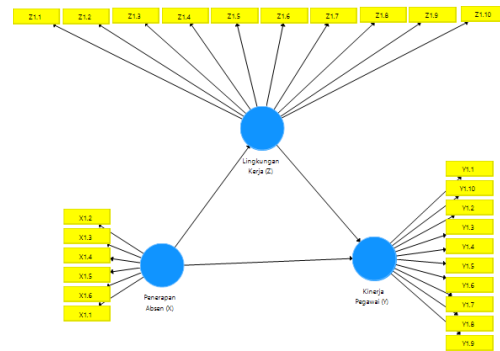 Z1.1 Z1.2 Z1.3 Z1.4 Z1.5 Z1.6 Z1.7 Z1.8 Z1.9 Z1.10
Lingkungan
Kerja (Z)
X1.2
X1.3
X1.4
X1.5
X1.6
X1.1
Penerapan
Absen (X)
Kinerja
Pegawai (Y)
Y1.1
Y1.10
Y1.2
Y1.3
Y1.4
Y1.5
Y1.6
Y1.7
Y1.8
Y1.9